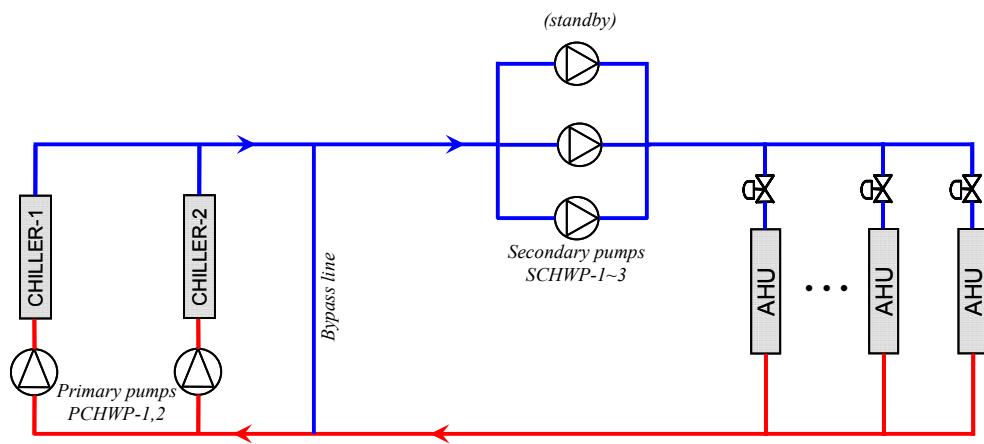 (standby)
CHILLER-1
CHILLER-2
Bypass line
Secondary pumps
SCHWP-1~3
AHU
AHU
AHU
Primary pumps
PCHWP-1,2